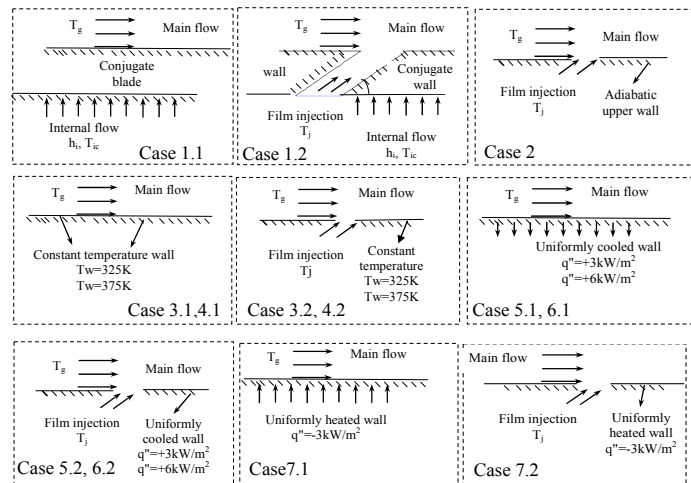 T_g
Main flow
Conjugate
blade
Internal flow
h_i, T_ic
Case 1.1
T_g
Main flow
wall
Conjugate
wall
Film injection
T_j
Internal flow
h_i, T_ic
Case 1.2
T_g
Main flow
Film injection
T_j
Adiabatic
upper wall
Case 2
T_g
Main flow
Constant temperature wall
Tw=325K
Tw=375K
Case 3.1,4.1
T_g
Main flow
Film injection
Tj
Constant
temperature
Tw=325K
Tw=375K
Case 3.2, 4.2
T_g
Main flow
Uniformly cooled wall
q"=+3kW/m²
q"=+6kW/m²
Case 5.1, 6.1
T_g
Main flow
Film injection
T_j
Uniformly
cooled wall
q"=+3kW/m²
q"=+6kW/m²
Case 5.2, 6.2
T_g
Main flow
Uniformly heated wall
q"=-3kW/m²
Case7.1
Main flow
T_g
Film injection
T_j
Uniformly
heated wall
q"=-3kW/m²
Case 7.2